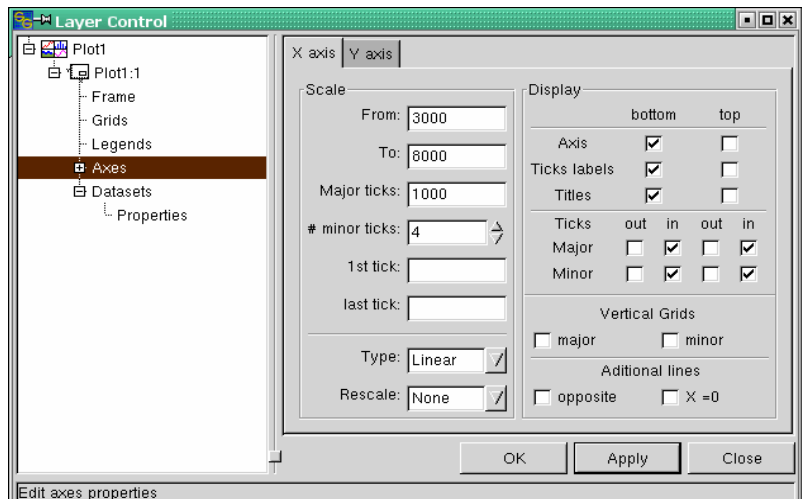 Layer Control
Plot1
Plot1:1
Frame
Grids
Legends
Axes
Datasets
Properties
X axis
Y axis
Scale
From: 3000
To: 8000
Major ticks: 1000
# minor ticks: 4
1st tick:
last tick:
Type: Linear
Rescale: None
Display
bottom top
Axis
Ticks labels
Titles
Ticks out in out in
Major
Minor
Vertical Grids
major minor
Aditional lines
opposite X =0
OK Apply Close
Edit axes properties